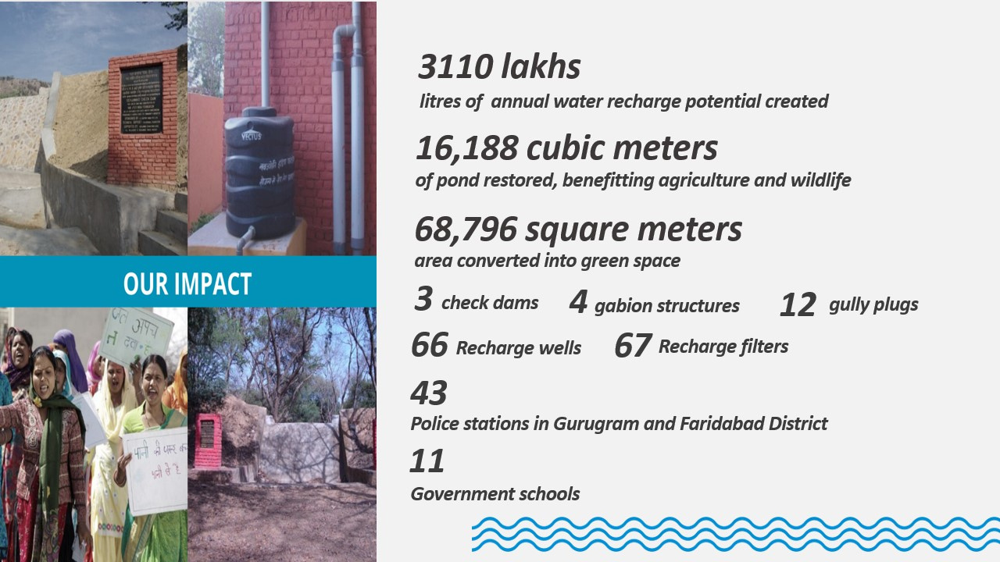 VECTUS
OUR IMPACT
3110 lakhs
litres of annual water recharge potential created
16,188 cubic meters
of pond restored, benefitting agriculture and wildlife
68,796 square meters
area converted into green space
3 check dams 4 gabion structures 12 gully plugs
66 Recharge wells 67 Recharge filters
43
Police stations in Gurugram and Faridabad District
11
Government schools